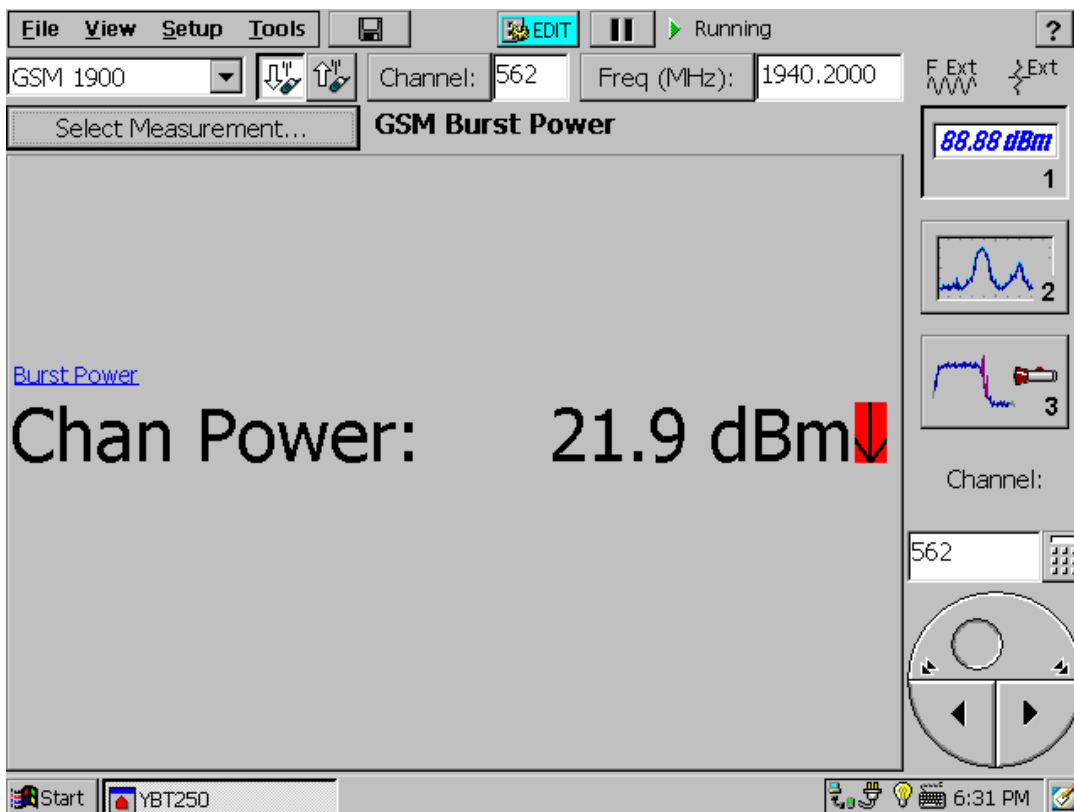 File View Setup Tools EDIT Running ?
GSM 1900 Channel: 562 Freq (MHz): 1940.2000 F Ext Ext
Select Measurement... GSM Burst Power
88.88 dBm
1
2
Burst Power
3
Chan Power: 21.9 dBm
Channel:
562
Start YBT250 6:31 PM